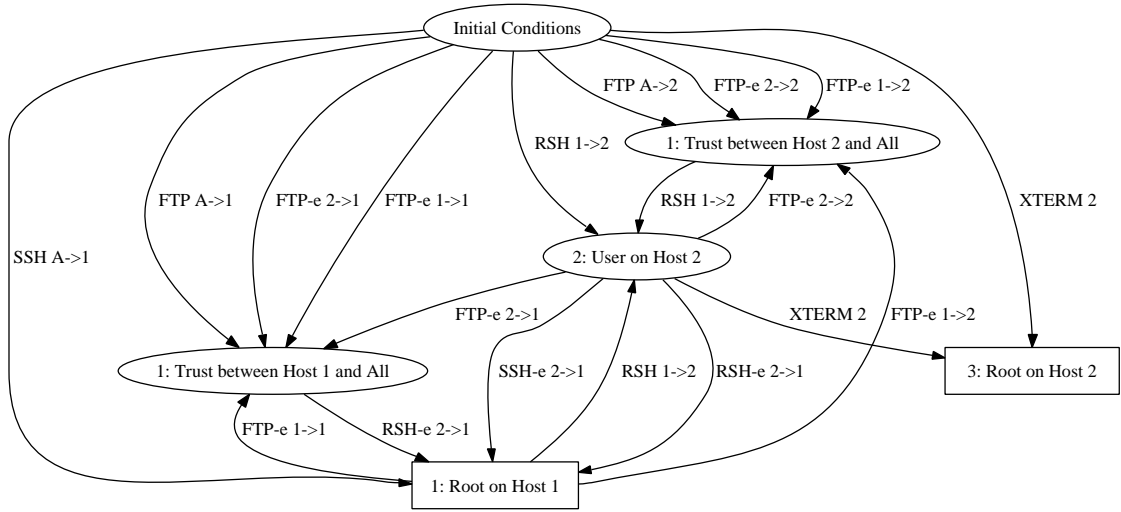 Initial Conditions
FTP A->2
FTP-e 2->2
FTP-e 1->2
RSH 1->2
1: Trust between Host 2 and All
FTP A->1
FTP-e 2->1
FTP-e 1->1
RSH 1->2
FTP-e 2->2
XTERM 2
SSH A->1
2: User on Host 2
FTP-e 2->1
XTERM 2
FTP-e 1->2
1: Trust between Host 1 and All
SSH-e 2->1
RSH 1->2
RSH-e 2->1
3: Root on Host 2
FTP-e 1->1
RSH-e 2->1
1: Root on Host 1